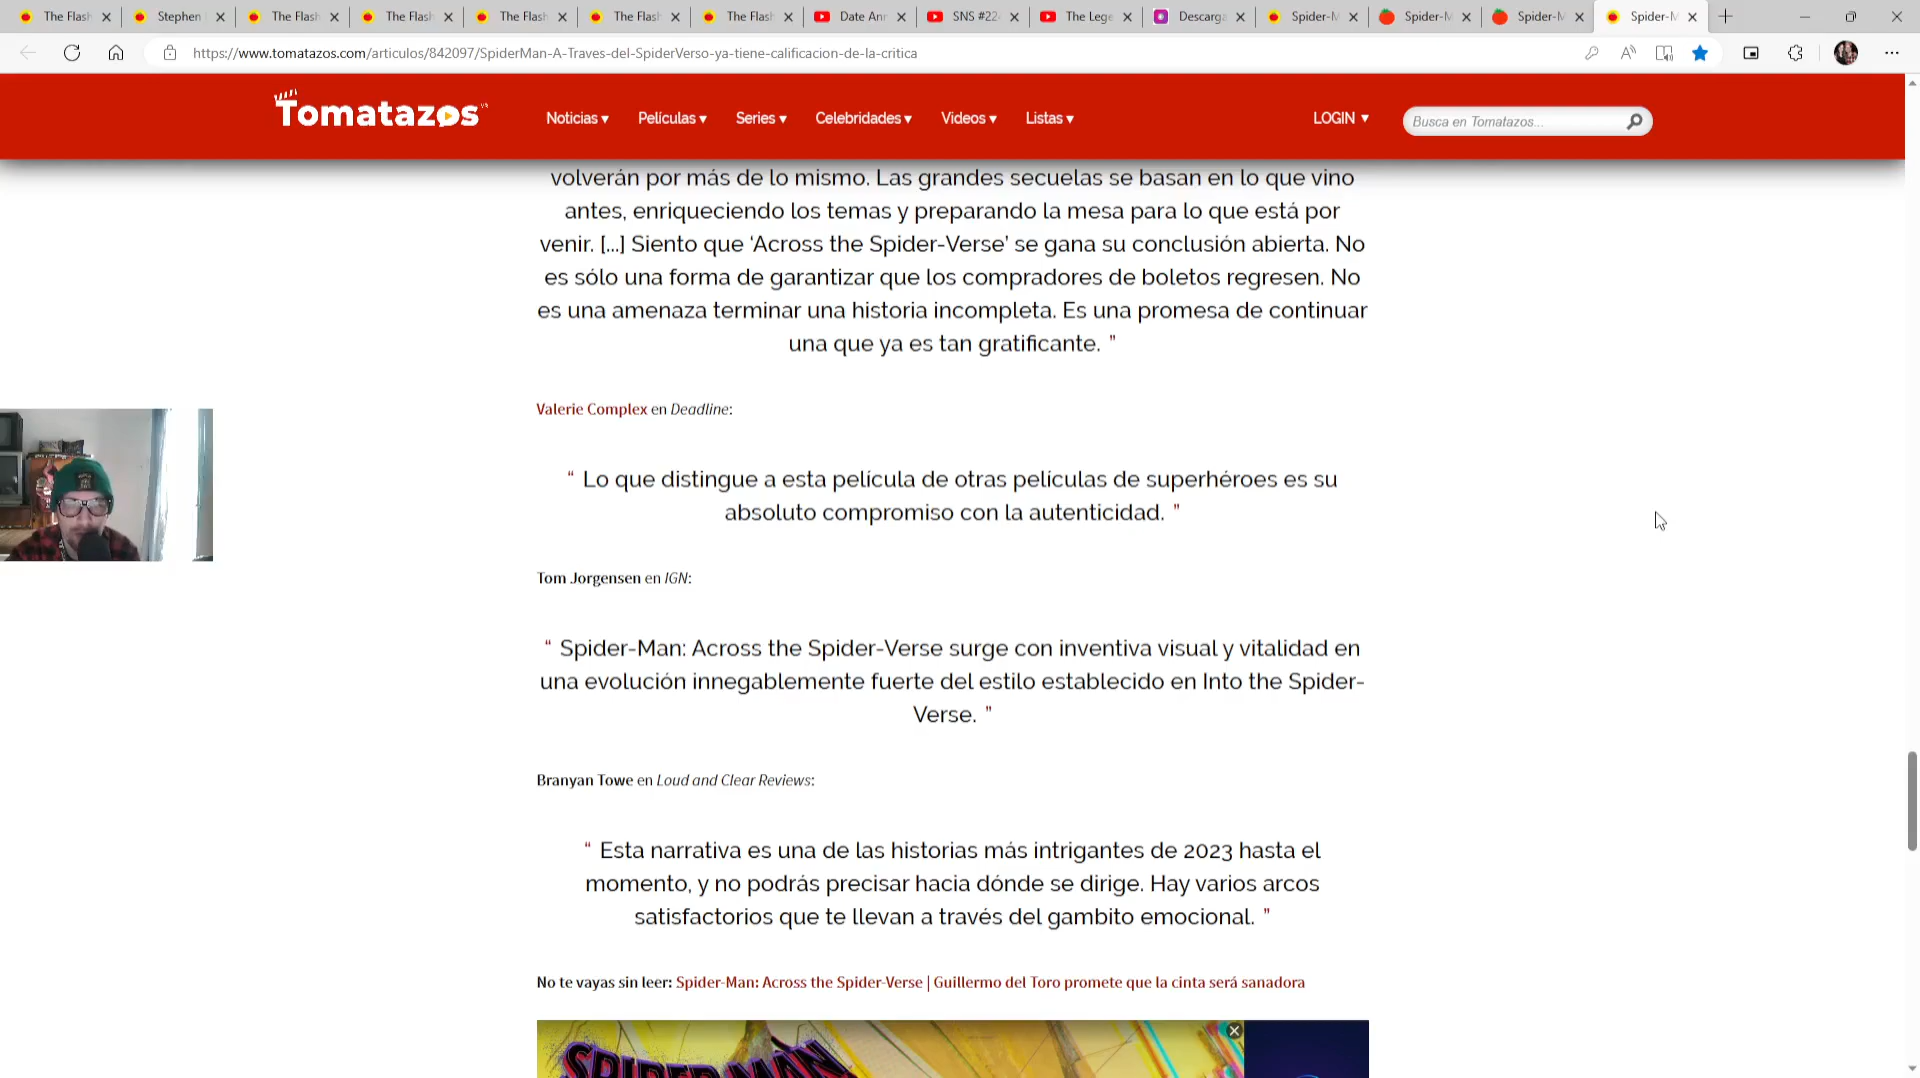 The Flash
Stephen
The Flash
The Flash
The Flash
The Flash
The Flash
Date Ann
SNS #22
The Lege
Descarga
Spider-M
Spider-M
Spider-M
Spider-M
https://www.tomatazos.com/articulos/842097/SpiderMan-A-Traves-del-SpiderVerso-ya-tiene-calificacion-de-la-critica
Tomatazos
Noticias ▾ Películas ▾ Series ▾ Celebridades ▾ Videos ▾ Listas ▾ LOGIN ▾
Busca en Tomatazos...
volverán por más de lo mismo. Las grandes secuelas se basan en lo que vino
antes, enriqueciendo los temas y preparando la mesa para lo que está por
venir. [...] Siento que ‘Across the Spider-Verse’ se gana su conclusión abierta. No
es sólo una forma de garantizar que los compradores de boletos regresen. No
es una amenaza terminar una historia incompleta. Es una promesa de continuar
una que ya es tan gratificante. ”
Valerie Complex en Deadline:
“ Lo que distingue a esta película de otras películas de superhéroes es su
absoluto compromiso con la autenticidad. ”
Tom Jorgensen en IGN:
“ Spider-Man: Across the Spider-Verse surge con inventiva visual y vitalidad en
una evolución innegablemente fuerte del estilo establecido en Into the Spider-
Verse. ”
Branyan Towe en Loud and Clear Reviews:
“ Esta narrativa es una de las historias más intrigantes de 2023 hasta el
momento, y no podrás precisar hacia dónde se dirige. Hay varios arcos
satisfactorios que te llevan a través del gambito emocional. ”
No te vayas sin leer: Spider-Man: Across the Spider-Verse | Guillermo del Toro promete que la cinta será sanadora
SPIDER-MAN